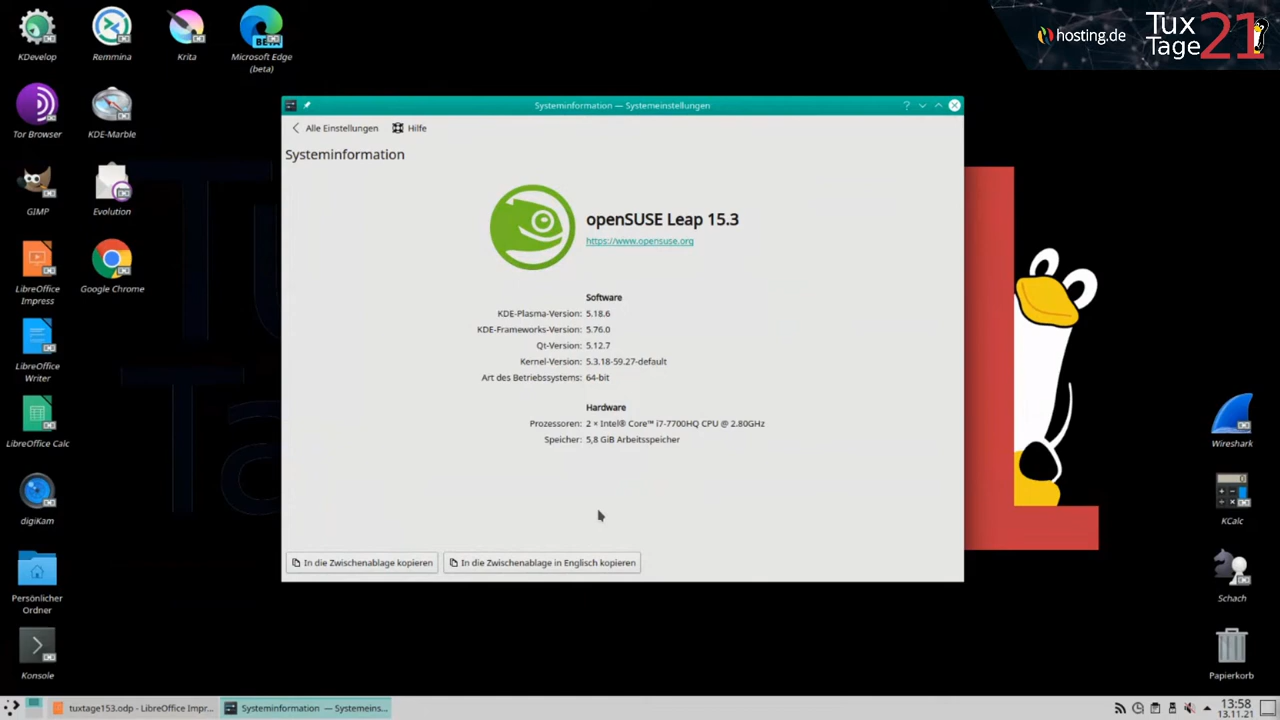 KDevelop
Remmina
Krita
Microsoft Edge
(beta)
hosting.de
Tux
Tage
21
Tor Browser
KDE-Marble
GIMP
Evolution
LibreOffice
Impress
Google Chrome
LibreOffice
Writer
LibreOffice Calc
digiKam
Persönlicher
Ordner
Konsole
Systeminformation — Systemeinstellungen
Alle Einstellungen
Hilfe
Systeminformation
openSUSE Leap 15.3
https://www.opensuse.org
Software
KDE-Plasma-Version: 5.18.6
KDE-Frameworks-Version: 5.76.0
Qt-Version: 5.12.7
Kernel-Version: 5.3.18-59.27-default
Art des Betriebssystems: 64-bit
Hardware
Prozessoren: 2 × Intel® Core™ i7-7700HQ CPU @ 2.80GHz
Speicher: 5,8 GiB Arbeitsspeicher
In die Zwischenablage kopieren
In die Zwischenablage in Englisch kopieren
Wireshark
KCalc
Schach
Papierkorb
tuxtage153.odp - LibreOffice Impr...
Systeminformation — Systemeins...
13:58
13.11.21